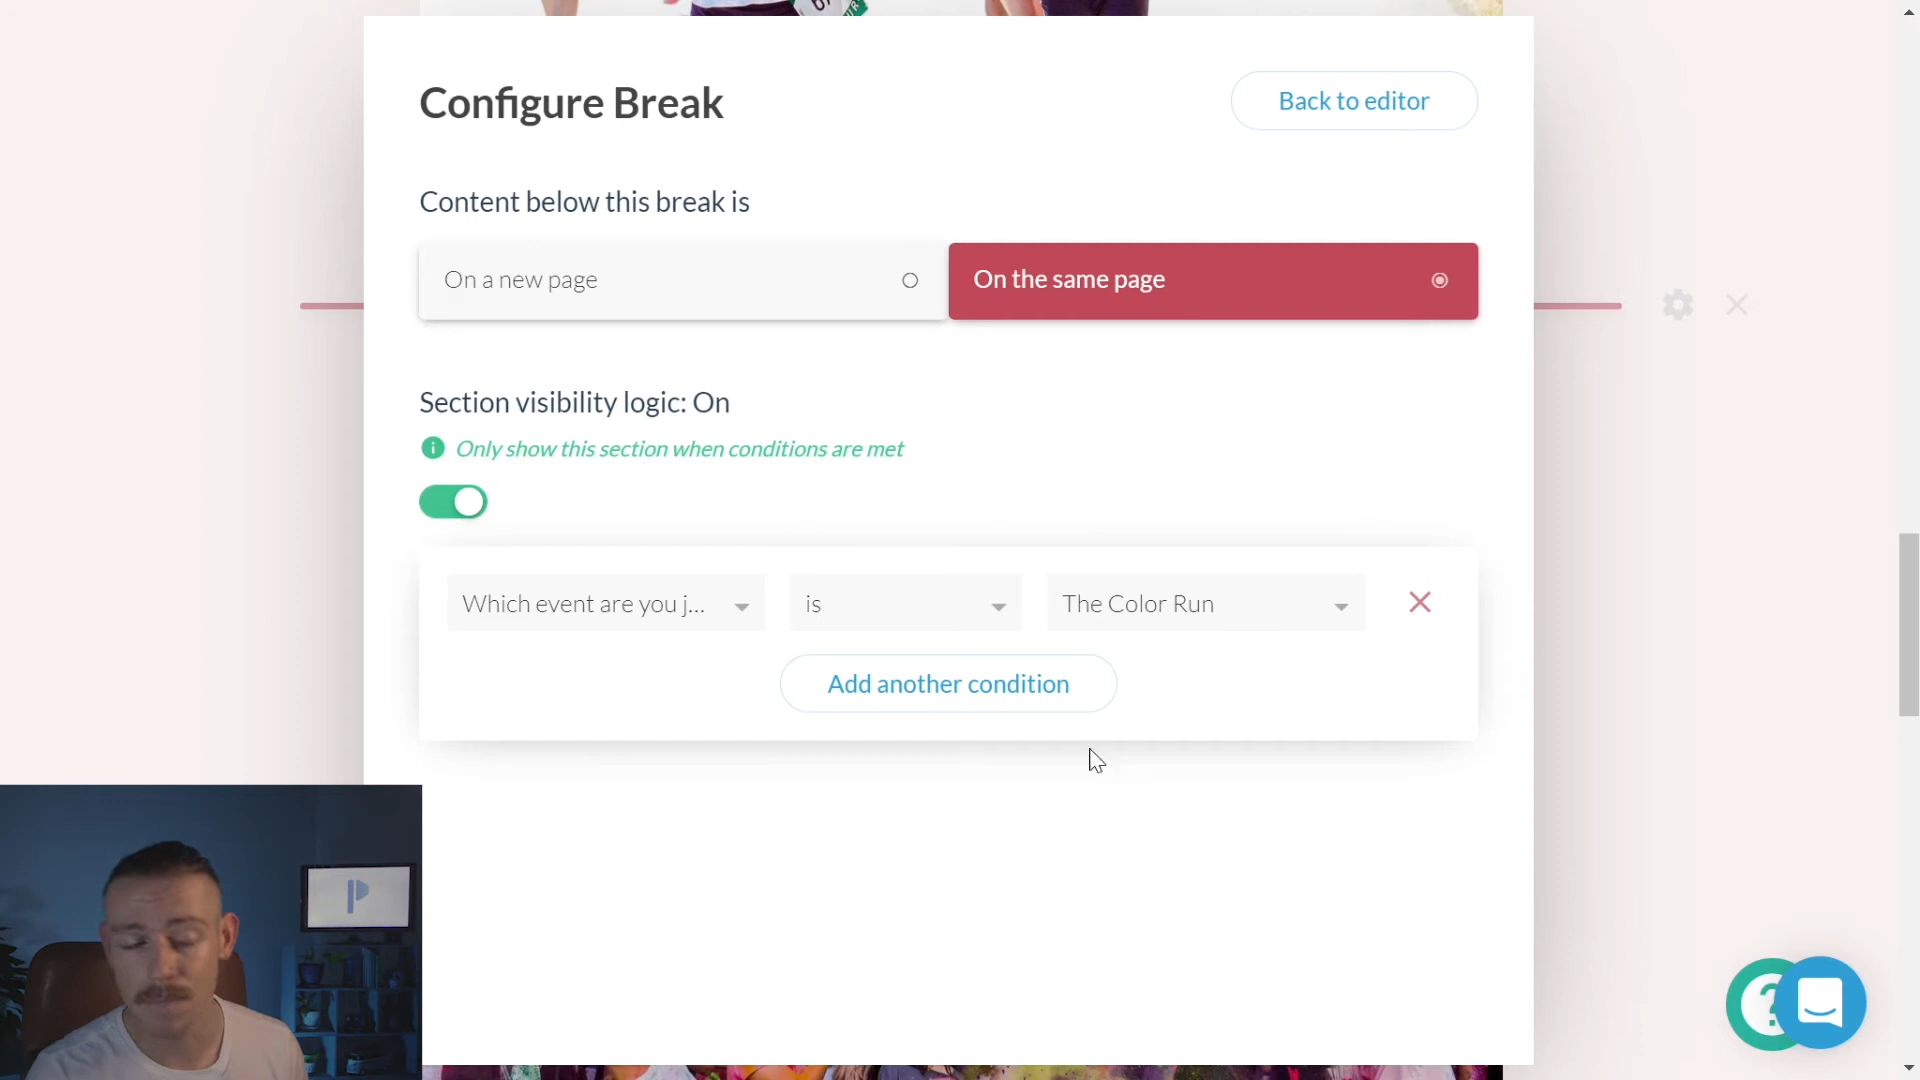 Configure Break
Back to editor
Content below this break is
On a new page
On the same page
Section visibility logic: On
Only show this section when conditions are met
Which event are you j...
is
The Color Run
Add another condition
?